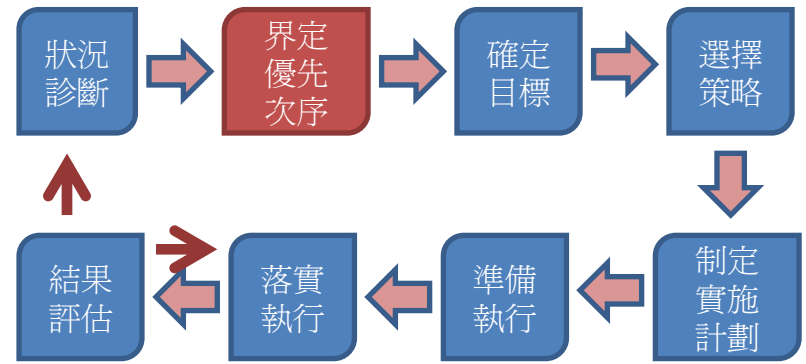 狀況
診斷
界定
優先
次序
確定
目標
選擇
策略
結果
評估
落實
執行
準備
執行
制定
實施
計劃